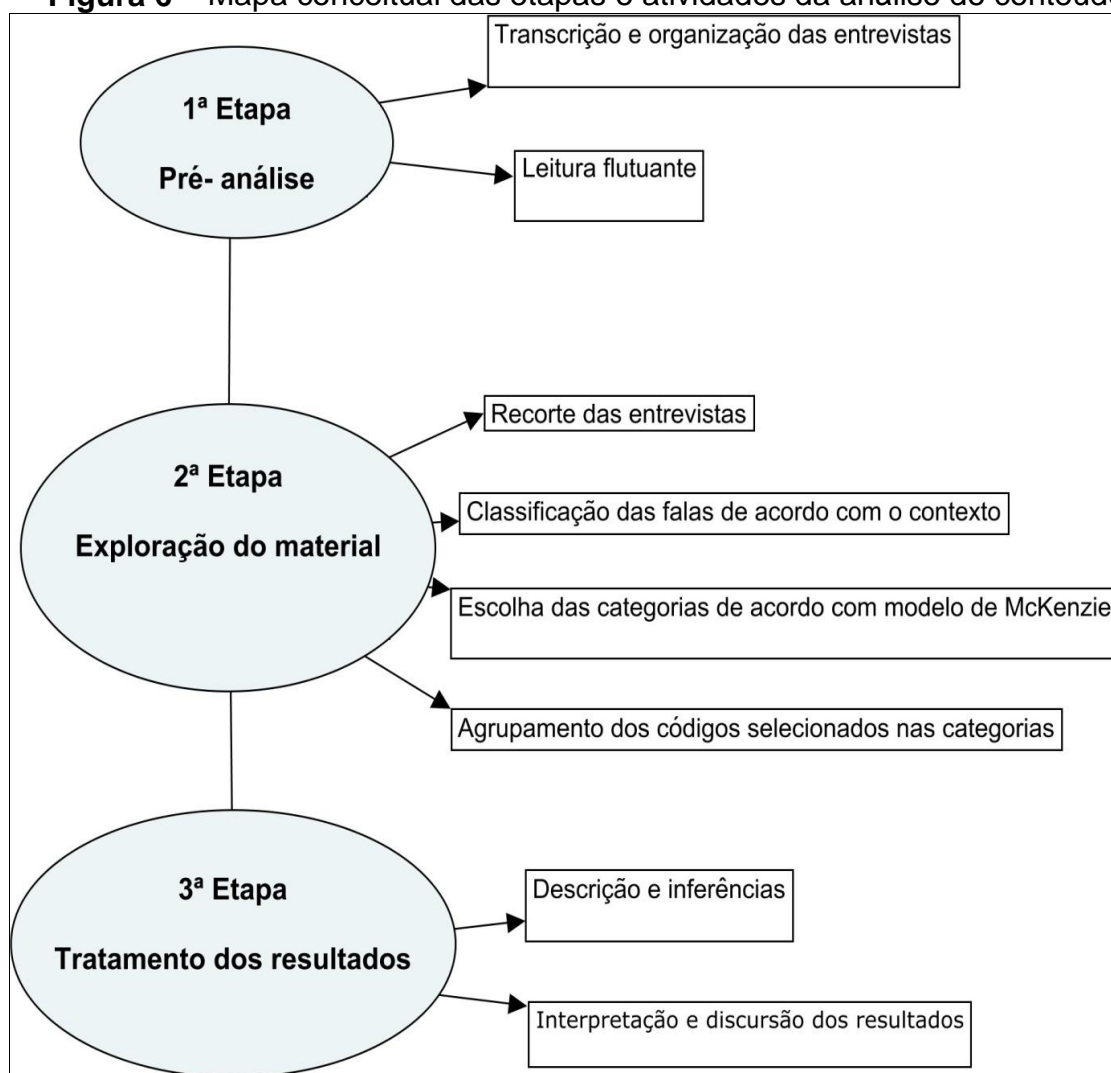 Mapa conceitual das etapas e atividades da análise de conteúdo
Transcrição e organização das entrevistas
1ª Etapa
Pré- análise
Leitura flutuante
Recorte das entrevistas
2ª Etapa
Exploração do material
Classificação das falas de acordo com o contexto
Escolha das categorias de acordo com modelo de McKenzie
Agrupamento dos códigos selecionados nas categorias
3ª Etapa
Tratamento dos resultados
Descrição e inferências
Interpretação e discursão dos resultados